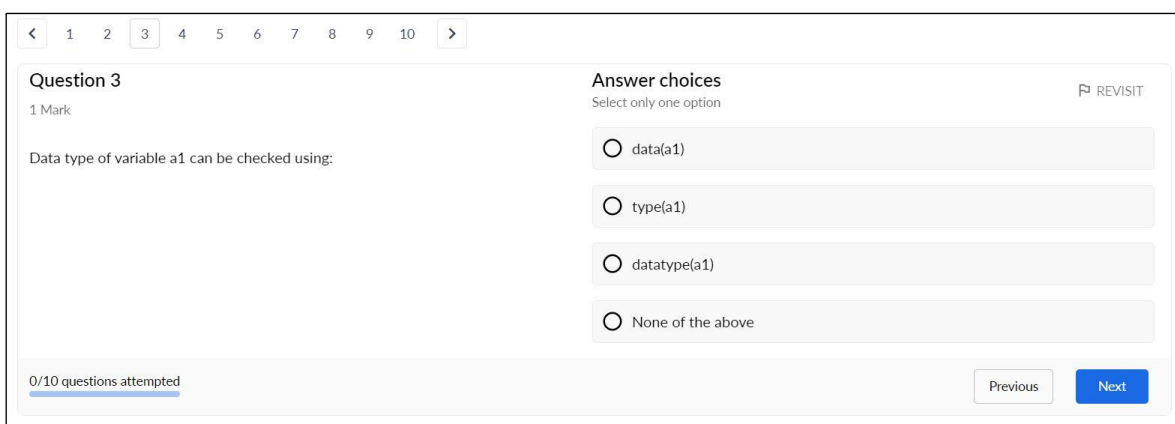 1 2 3 4 5 6 7 8 9 10
Question 3
1 Mark
Data type of variable a1 can be checked using:
Answer choices
Select only one option
REVISIT
data(a1)
type(a1)
datatype(a1)
None of the above
0/10 questions attempted
Previous
Next